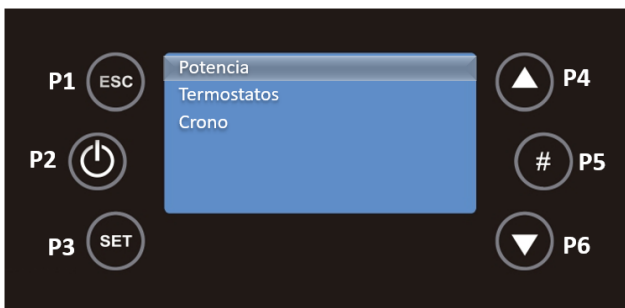 P1 ESC
P2
P3 SET
Potencia
Termostatos
Crono
P4
# P5
P6